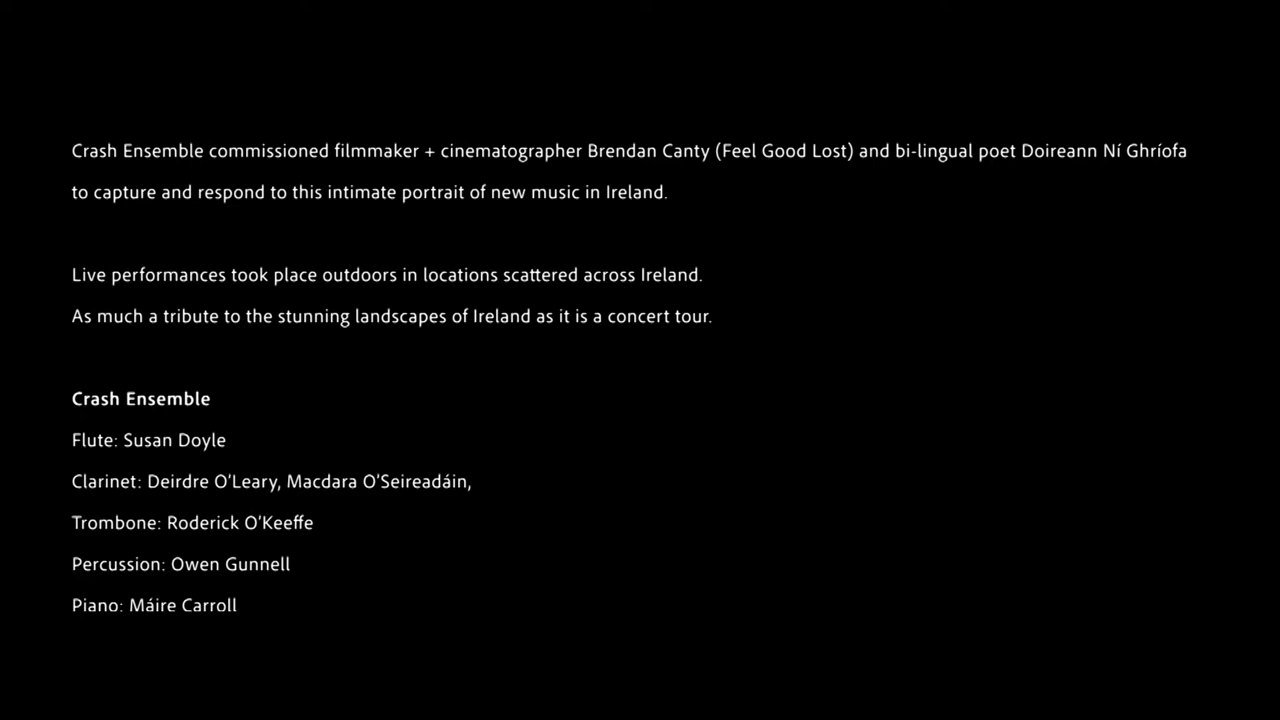 Crash Ensemble commissioned filmmaker + cinematographer Brendan Canty (Feel Good Lost) and bi-lingual poet Doireann Ní Ghríofa
to capture and respond to this intimate portrait of new music in Ireland.
Live performances took place outdoors in locations scattered across Ireland.
As much a tribute to the stunning landscapes of Ireland as it is a concert tour.
Crash Ensemble
Flute: Susan Doyle
Clarinet: Deirdre O'Leary, Macdara O'Seireadáin,
Trombone: Roderick O'Keeffe
Percussion: Owen Gunnell
Piano: Máire Carroll